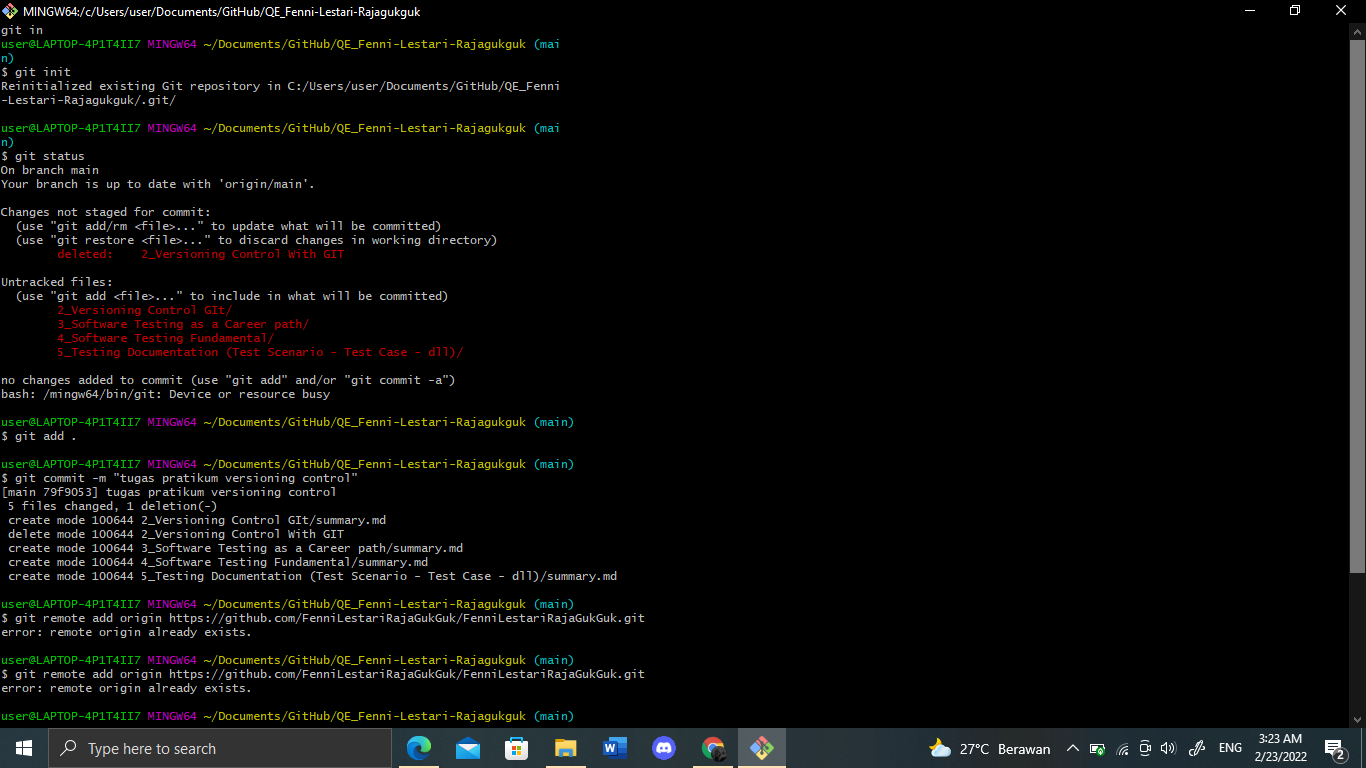 MINGW64:/c/Users/user/Documents/GitHub/QE_Fenni-Lestari-Rajagukguk
git in
user@LAPTOP-4P1T4II7 MINGW64 ~/Documents/GitHub/QE_Fenni-Lestari-Rajagukguk (mai
n)
$ git init
Reinitialized existing Git repository in C:/Users/user/Documents/GitHub/QE_Fenni
-Lestari-Rajagukguk/.git/
user@LAPTOP-4P1T4II7 MINGW64 ~/Documents/GitHub/QE_Fenni-Lestari-Rajagukguk (mai
n)
$ git status
On branch main
Your branch is up to date with 'origin/main'.
Changes not staged for commit:
  (use "git add/rm <file>..." to update what will be committed)
  (use "git restore <file>..." to discard changes in working directory)
        deleted:    2_Versioning Control With GIT
Untracked files:
  (use "git add <file>..." to include in what will be committed)
        2_Versioning Control GIt/
        3_Software Testing as a Career path/
        4_Software Testing Fundamental/
        5_Testing Documentation (Test Scenario - Test Case - dll)/
no changes added to commit (use "git add" and/or "git commit -a")
bash: /mingw64/bin/git: Device or resource busy
user@LAPTOP-4P1T4II7 MINGW64 ~/Documents/GitHub/QE_Fenni-Lestari-Rajagukguk (main)
$ git add .
user@LAPTOP-4P1T4II7 MINGW64 ~/Documents/GitHub/QE_Fenni-Lestari-Rajagukguk (main)
$ git commit -m "tugas pratikum versioning control"
[main 79f9053] tugas pratikum versioning control
 5 files changed, 1 deletion(-)
 create mode 100644 2_Versioning Control GIt/summary.md
 delete mode 100644 2_Versioning Control With GIT
 create mode 100644 3_Software Testing as a Career path/summary.md
 create mode 100644 4_Software Testing Fundamental/summary.md
 create mode 100644 5_Testing Documentation (Test Scenario - Test Case - dll)/summary.md
user@LAPTOP-4P1T4II7 MINGW64 ~/Documents/GitHub/QE_Fenni-Lestari-Rajagukguk (main)
$ git remote add origin https://github.com/FenniLestariRajaGukGuk/FenniLestariRajaGukGuk.git
error: remote origin already exists.
user@LAPTOP-4P1T4II7 MINGW64 ~/Documents/GitHub/QE_Fenni-Lestari-Rajagukguk (main)
$ git remote add origin https://github.com/FenniLestariRajaGukGuk/FenniLestariRajaGukGuk.git
error: remote origin already exists.
user@LAPTOP-4P1T4II7 MINGW64 ~/Documents/GitHub/QE_Fenni-Lestari-Rajagukguk (main)
Type here to search
27°C Berawan
ENG
3:23 AM
2/23/2022
2